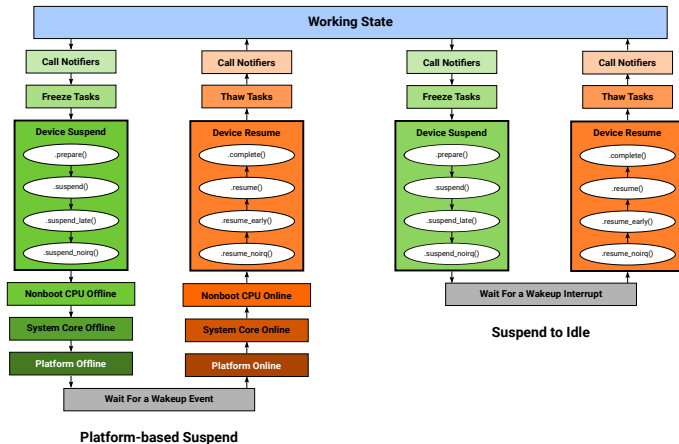 Working State
Call Notifiers
Freeze Tasks
Device Suspend
.prepare()
.suspend()
.suspend_late()
.suspend_noirq()
Nonboot CPU Offline
System Core Offline
Platform Offline
Wait For a Wakeup Event
Call Notifiers
Thaw Tasks
Device Resume
.complete()
.resume()
.resume_early()
.resume_noirq()
Nonboot CPU Online
System Core Online
Platform Online
Platform-based Suspend
Call Notifiers
Freeze Tasks
Device Suspend
.prepare()
.suspend()
.suspend_late()
.suspend_noirq()
Wait For a Wakeup Interrupt
Call Notifiers
Thaw Tasks
Device Resume
.complete()
.resume()
.resume_early()
.resume_noirq()
Suspend to Idle